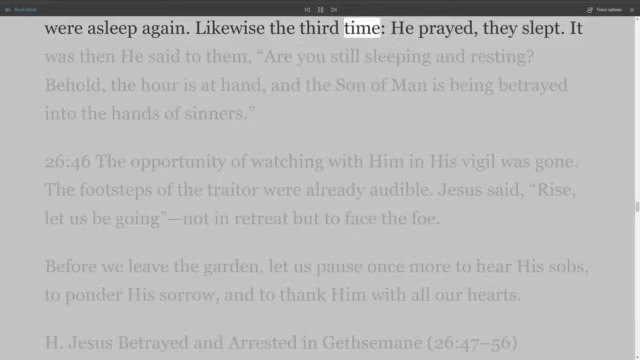 Read aloud
Voice options
were asleep again. Likewise the third time: He prayed, they slept. It
was then He said to them, “Are you still sleeping and resting?
Behold, the hour is at hand, and the Son of Man is being betrayed
into the hands of sinners.”
26:46 The opportunity of watching with Him in His vigil was gone.
The footsteps of the traitor were already audible. Jesus said, “Rise,
let us be going”—not in retreat but to face the foe.
Before we leave the garden, let us pause once more to hear His sobs,
to ponder His sorrow, and to thank Him with all our hearts.
H. Jesus Betrayed and Arrested in Gethsemane (26:47–56)